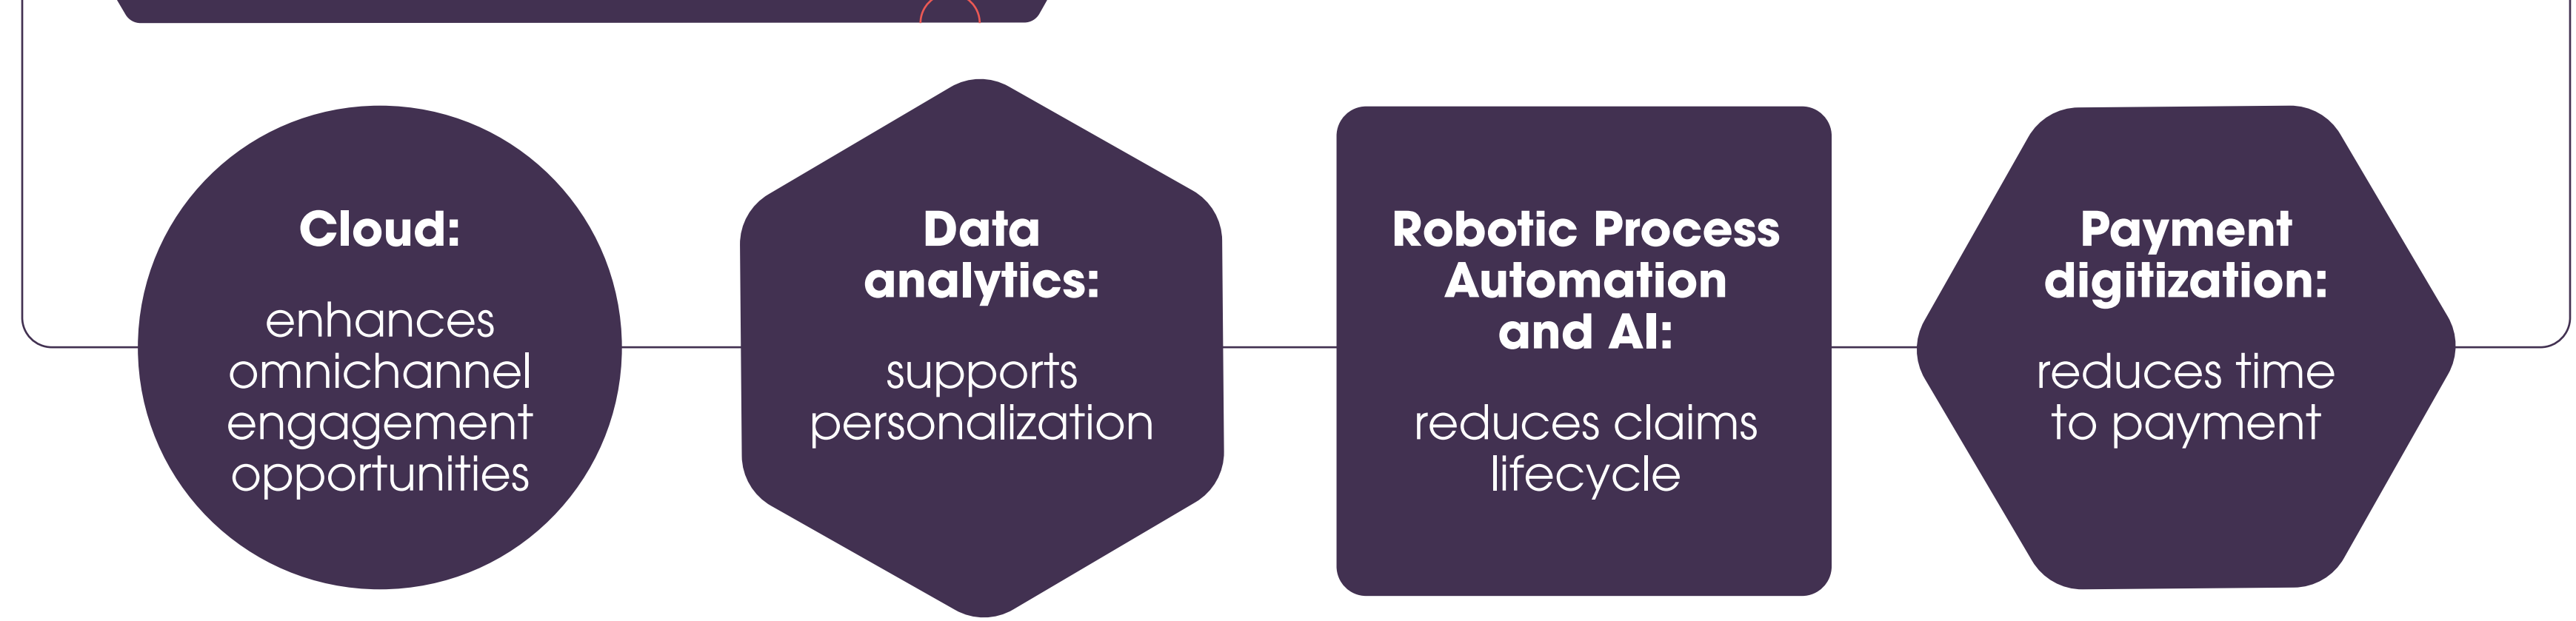 Cloud:
enhances
omnichannel
engagement
opportunities
Data
analytics:
supports
personalization
Robotic Process
Automation
and AI:
reduces claims
lifecycle
Payment
digitization:
reduces time
to payment